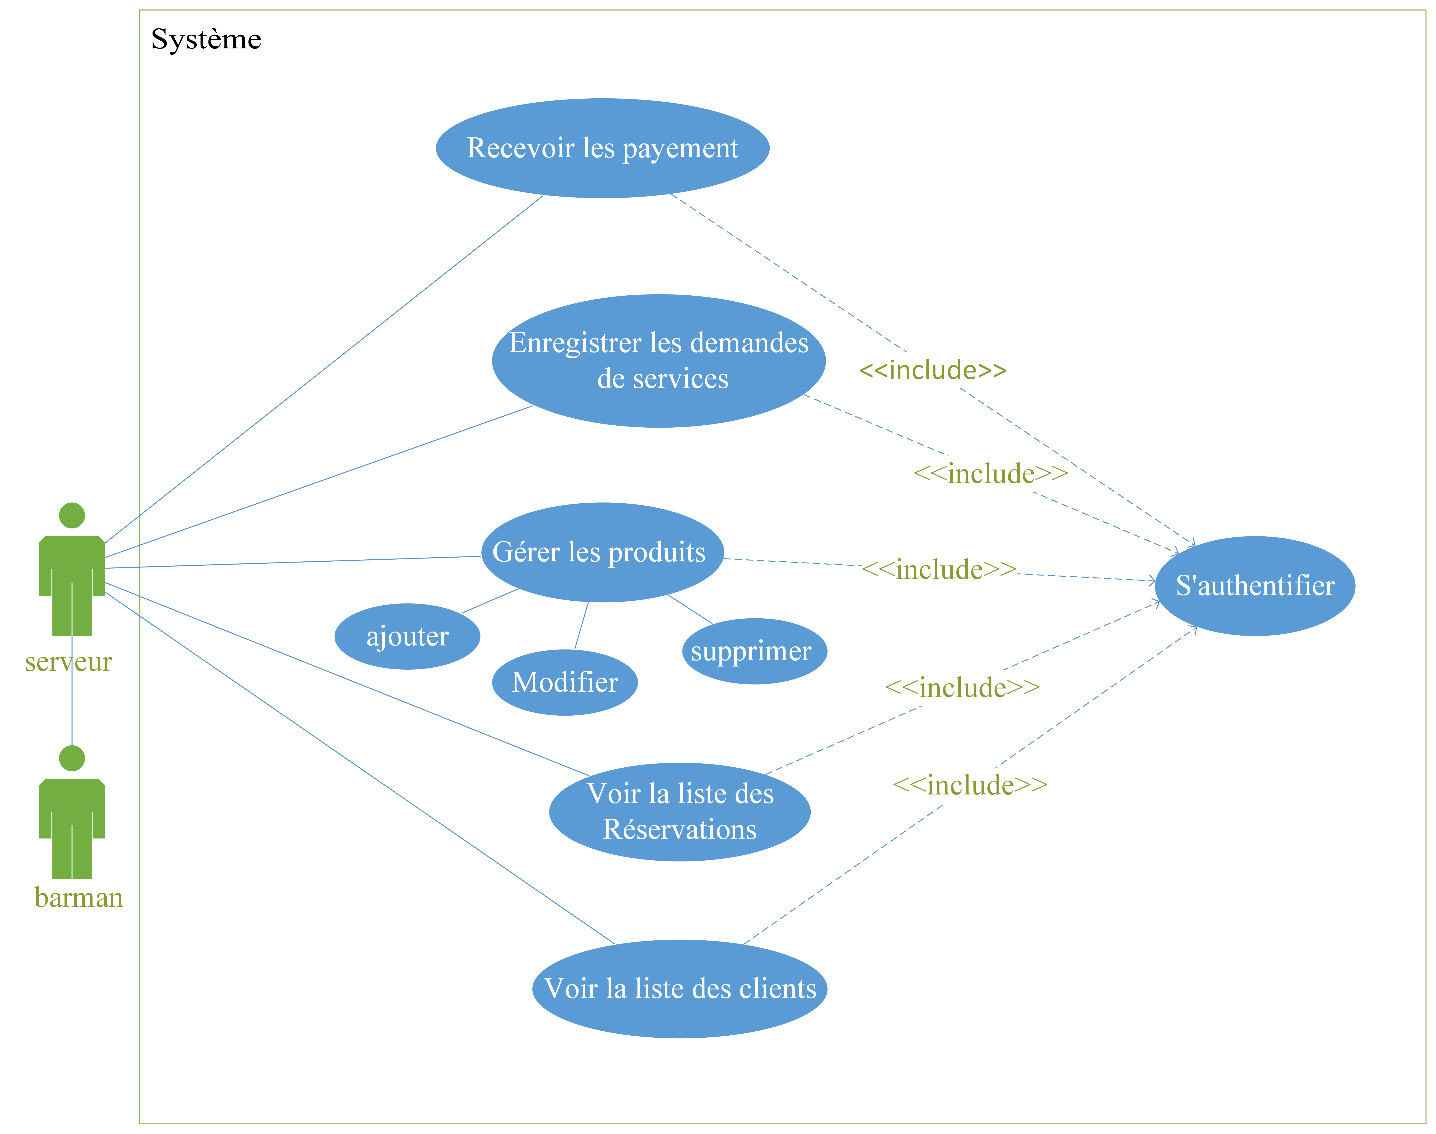 Système
Recevoir les payement
Enregistrer les demandes
de services
<<include>>
<<include>>
Gérer les produits
<<include>>
S'authentifier
ajouter
Modifier
supprimer
serveur
<<include>>
Voir la liste des
Réservations
<<include>>
barman
Voir la liste des clients